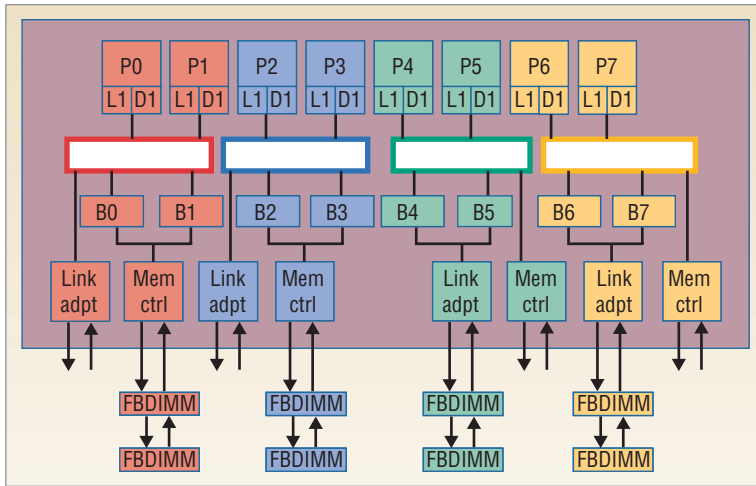 P0 P1 P2 P3 P4 P5 P6 P7
L1 D1 L1 D1 L1 D1 L1 D1 L1 D1 L1 D1 L1 D1 L1 D1
B0 B1 B2 B3 B4 B5 B6 B7
Link adpt
Mem ctrl
Link adpt
Mem ctrl
Link adpt
Mem ctrl
Link adpt
Mem ctrl
FBDIMM FBDIMM FBDIMM FBDIMM
FBDIMM FBDIMM FBDIMM FBDIMM